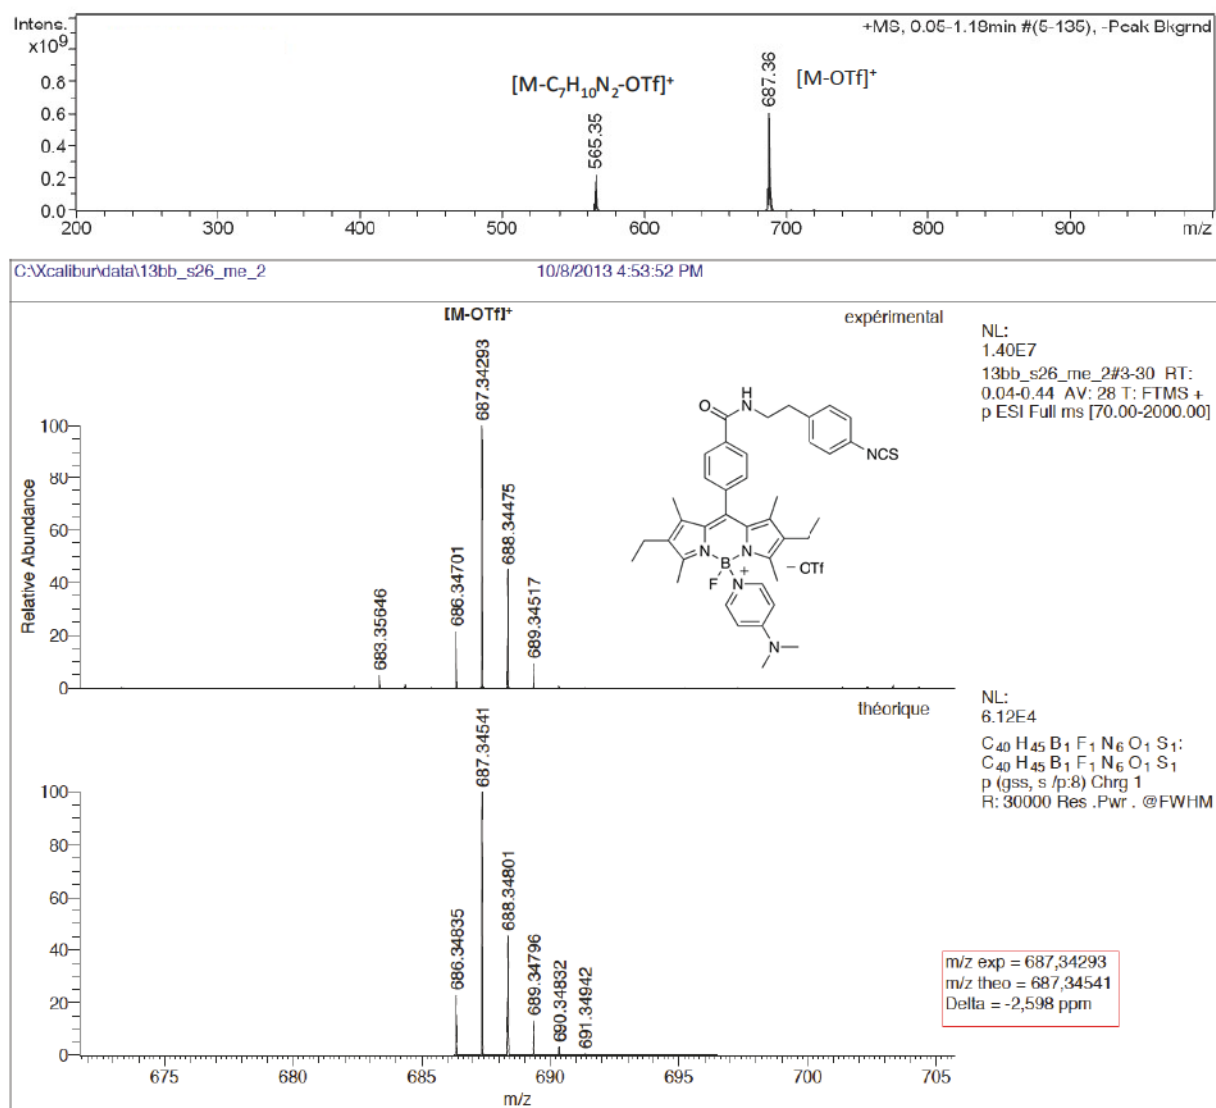 Intens. +MS, 0.05-1.18min #(5-135), -Peak Bkgrnd
x10⁹
[M-C₇H₁₀N₂-OTf]⁺
565.35
687.36
[M-OTf]⁺
0.8
0.6
0.4
0.2
0.0
200 300 400 500 600 700 800 900 m/z
C:\Xcalibur\data\13bb_s26_me_2 10/8/2013 4:53:52 PM
[M-OTf]⁺
expérimental
NL:
1.40E7
13bb_s26_me_2#3-30 RT:
0.04-0.44 AV: 28 T: FTMS +
p ESI Full ms [70.00-2000.00]
683.35646
686.34701
687.34293
688.34475
689.34517
100
80
60
40
20
0
Relative Abundance
H
O
N
NCS
N
N
B
F
+
N
− OTf
N
théorique
NL:
6.12E4
C₄₀ H₄₅ B₁ F₁ N₆ O₁ S₁:
C₄₀ H₄₅ B₁ F₁ N₆ O₁ S₁
p (gss, s /p:8) Chrg 1
R: 30000 Res .Pwr . @FWHM
686.34835
687.34541
688.34801
689.34796
690.34832
691.34942
100
80
60
40
20
0
m/z exp = 687,34293
m/z theo = 687,34541
Delta = -2,598 ppm
675 680 685 690 695 700 705
m/z